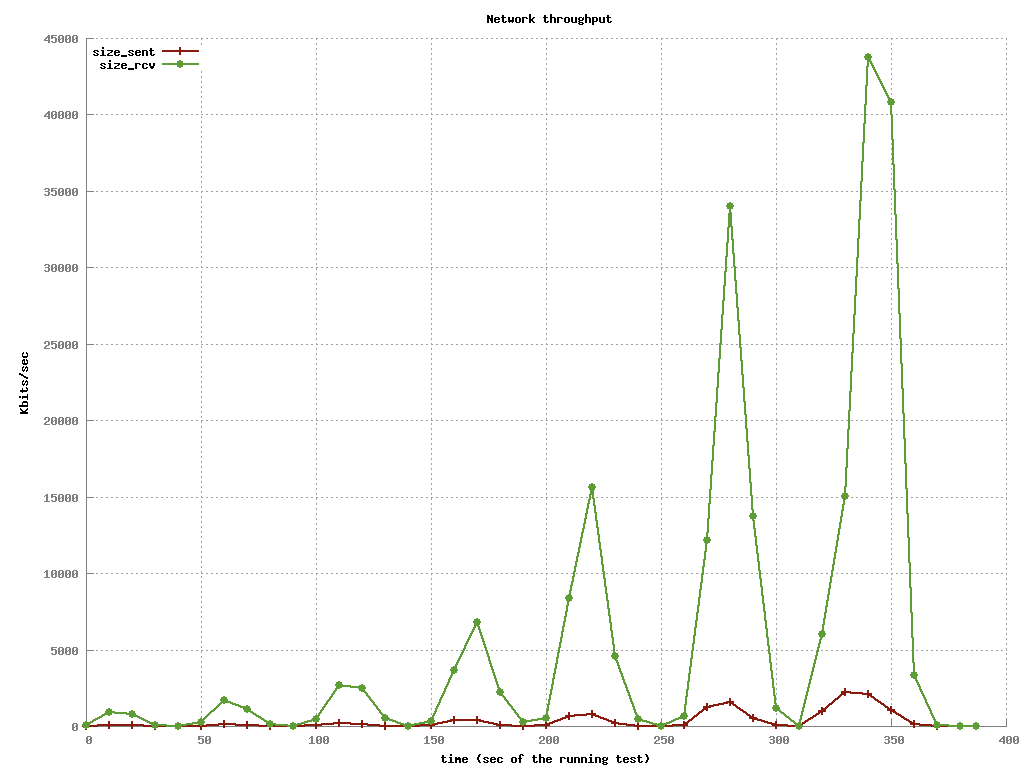 Network throughput
45000
size_sent
size_rcv
40000
35000
30000
25000
Kbits/sec
20000
15000
10000
5000
0
0 50 100 150 200 250 300 350 400
time (sec of the running test)